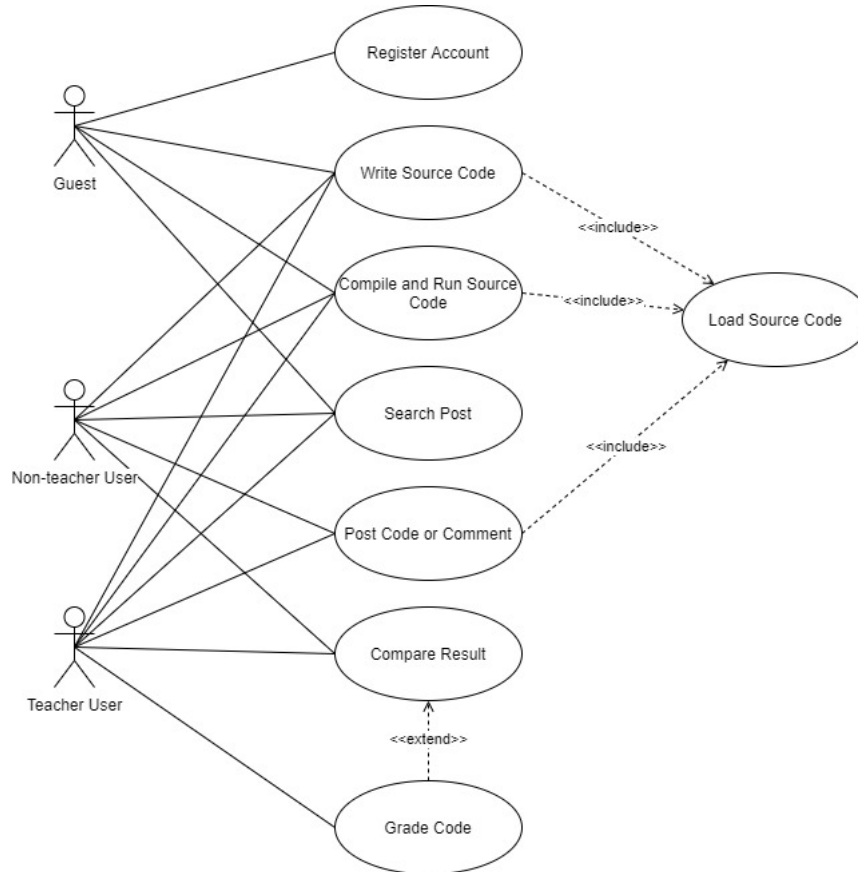 Register Account
Guest
Write Source Code
<<include>>
Compile and Run Source
Code
<<include>>
Load Source Code
Search Post
Non-teacher User
<<include>>
Post Code or Comment
Compare Result
Teacher User
<<extend>>
Grade Code